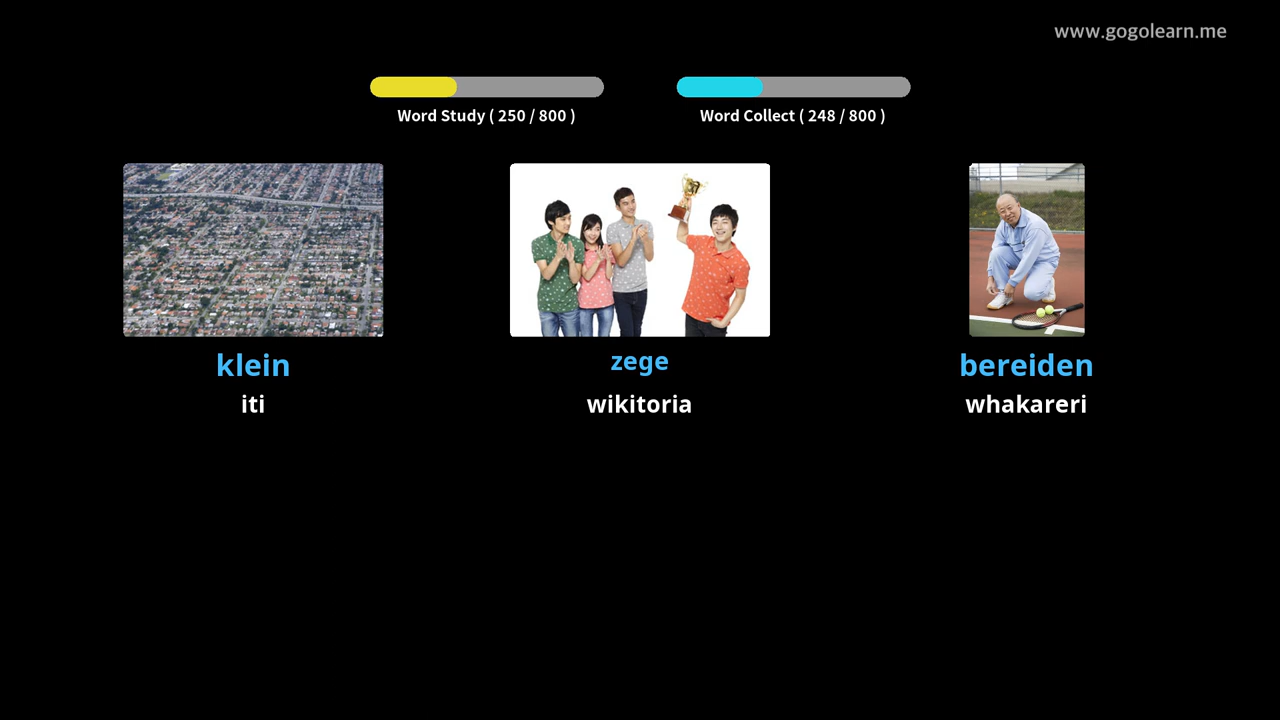 www.gogolearn.me
Word Study ( 250 / 800 )
Word Collect ( 248 / 800 )
klein
iti
zege
wikitoria
bereiden
whakareri